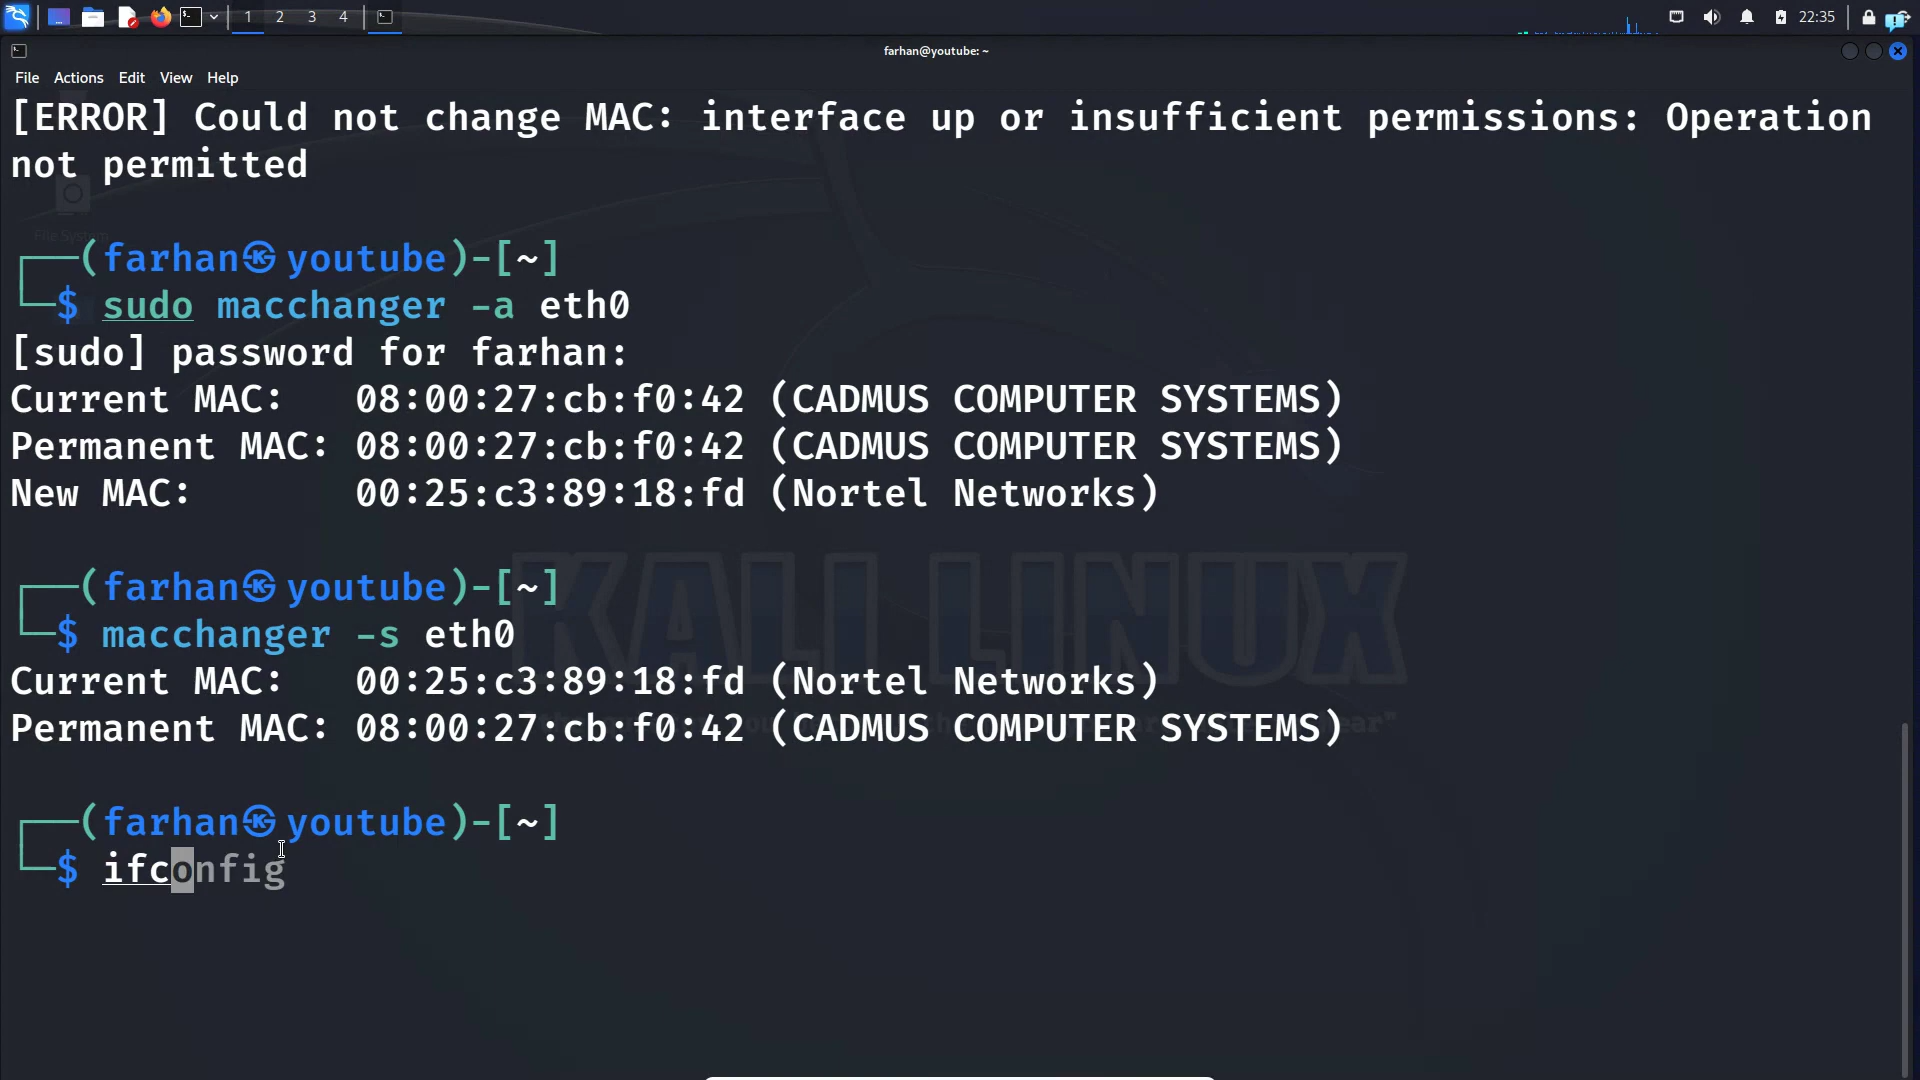 1 2 3 4 22:35
farhan@youtube: ~
File Actions Edit View Help
[ERROR] Could not change MAC: interface up or insufficient permissions: Operation
not permitted
File System
(farhan㉿youtube)-[~]
$ sudo macchanger -a eth0
[sudo] password for farhan:
Current MAC:   08:00:27:cb:f0:42 (CADMUS COMPUTER SYSTEMS)
Permanent MAC: 08:00:27:cb:f0:42 (CADMUS COMPUTER SYSTEMS)
New MAC:       00:25:c3:89:18:fd (Nortel Networks)
(farhan㉿youtube)-[~]
$ macchanger -s eth0
KALI LINUX
Current MAC:   00:25:c3:89:18:fd (Nortel Networks)
Permanent MAC: 08:00:27:cb:f0:42 (CADMUS COMPUTER SYSTEMS)
(farhan㉿youtube)-[~]
$ ifconfig